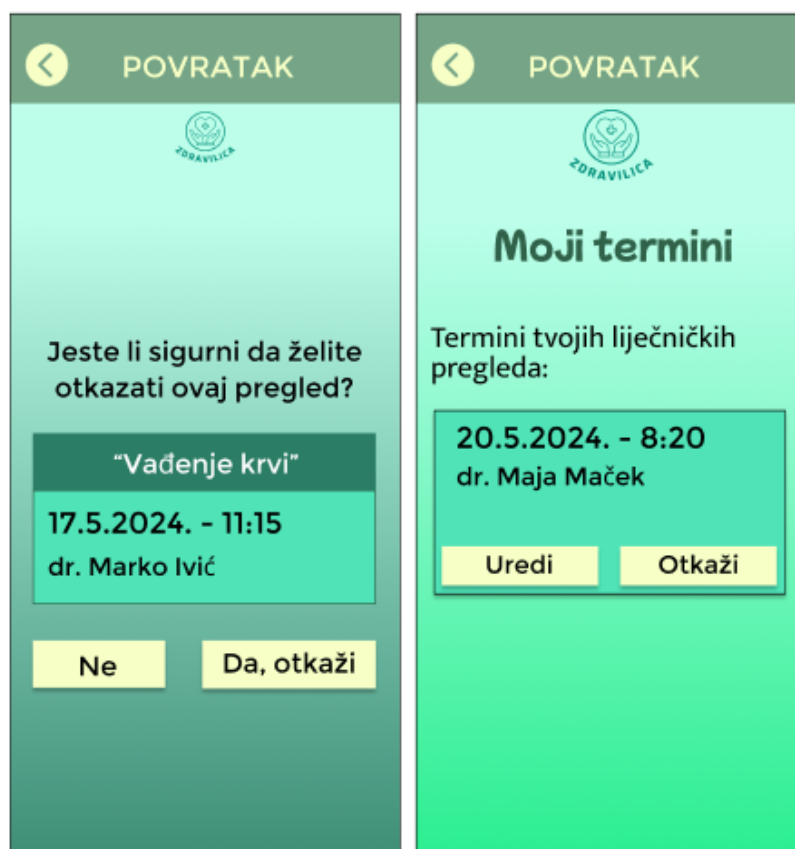 POVRATAK
ZDRAVILICA
Jeste li sigurni da želite
otkazati ovaj pregled?
“Vađenje krvi”
17.5.2024. - 11:15
dr. Marko Ivić
Ne
Da, otkaži
POVRATAK
ZDRAVILICA
Moji termini
Termini tvojih liječničkih
pregleda:
20.5.2024. - 8:20
dr. Maja Maček
Uredi
Otkaži